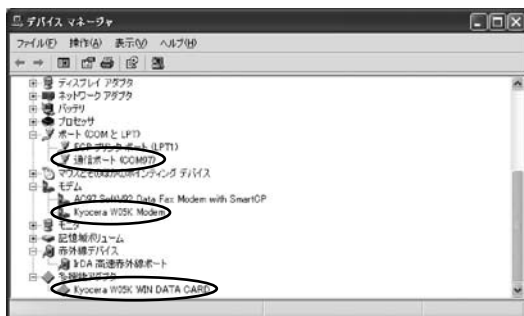 デバイス マネージャ
ファイル(F) 操作(A) 表示(V) ヘルプ(H)
ディスプレイ アダプタ
ネットワーク アダプタ
バッテリ
プロセッサ
ポート (COM と LPT)
ECP プリンタ ポート (LPT1)
通信ポート (COM97)
マウスとそのほかのポインティング デバイス
モデム
AC97 SoftV92 Data Fax Modem with SmartCP
Kyocera W05K Modem
モニタ
記憶域ボリューム
赤外線デバイス
IrDA 高速赤外線ポート
多機能アダプタ
Kyocera W05K WIN DATA CARD